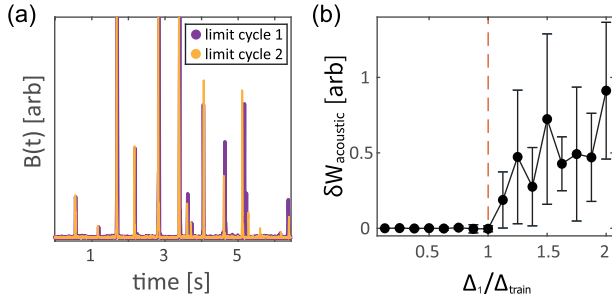 (a)
limit cycle 1
limit cycle 2
B(t) [arb]
1
3
5
time [s]
(b)
δW_acoustic [arb]
1
0.5
0
0.5
1
1.5
2
Δ₁/Δ_train